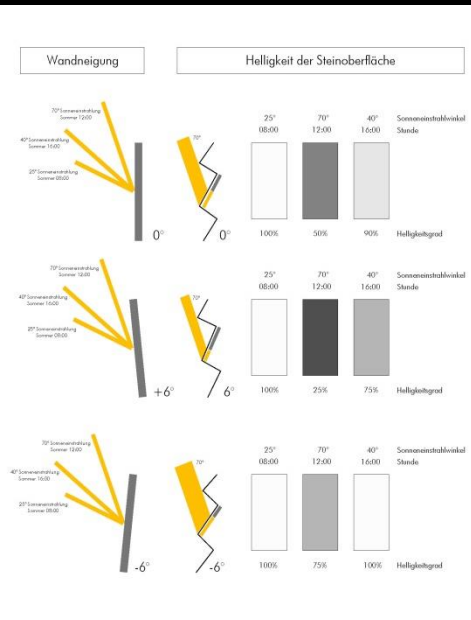 Wandneigung
Helligkeit der Steinoberfläche
70° Sonneneinstrahlung
Sommer 12:00
40° Sonneneinstrahlung
Sommer 16:00
25° Sonneneinstrahlung
Sommer 08:00
0°
70°
0°
25° 70° 40° Sonneneinstrahlwinkel
08:00 12:00 16:00 Stunde
100% 50% 90% Helligkeitsgrad
70° Sonneneinstrahlung
Sommer 12:00
40° Sonneneinstrahlung
Sommer 16:00
25° Sonneneinstrahlung
Sommer 08:00
+6°
70°
6°
25° 70° 40° Sonneneinstrahlwinkel
08:00 12:00 16:00 Stunde
100% 25% 75% Helligkeitsgrad
70° Sonneneinstrahlung
Sommer 12:00
40° Sonneneinstrahlung
Sommer 16:00
25° Sonneneinstrahlung
Sommer 08:00
-6°
70°
-6°
25° 70° 40° Sonneneinstrahlwinkel
08:00 12:00 16:00 Stunde
100% 75% 100% Helligkeitsgrad